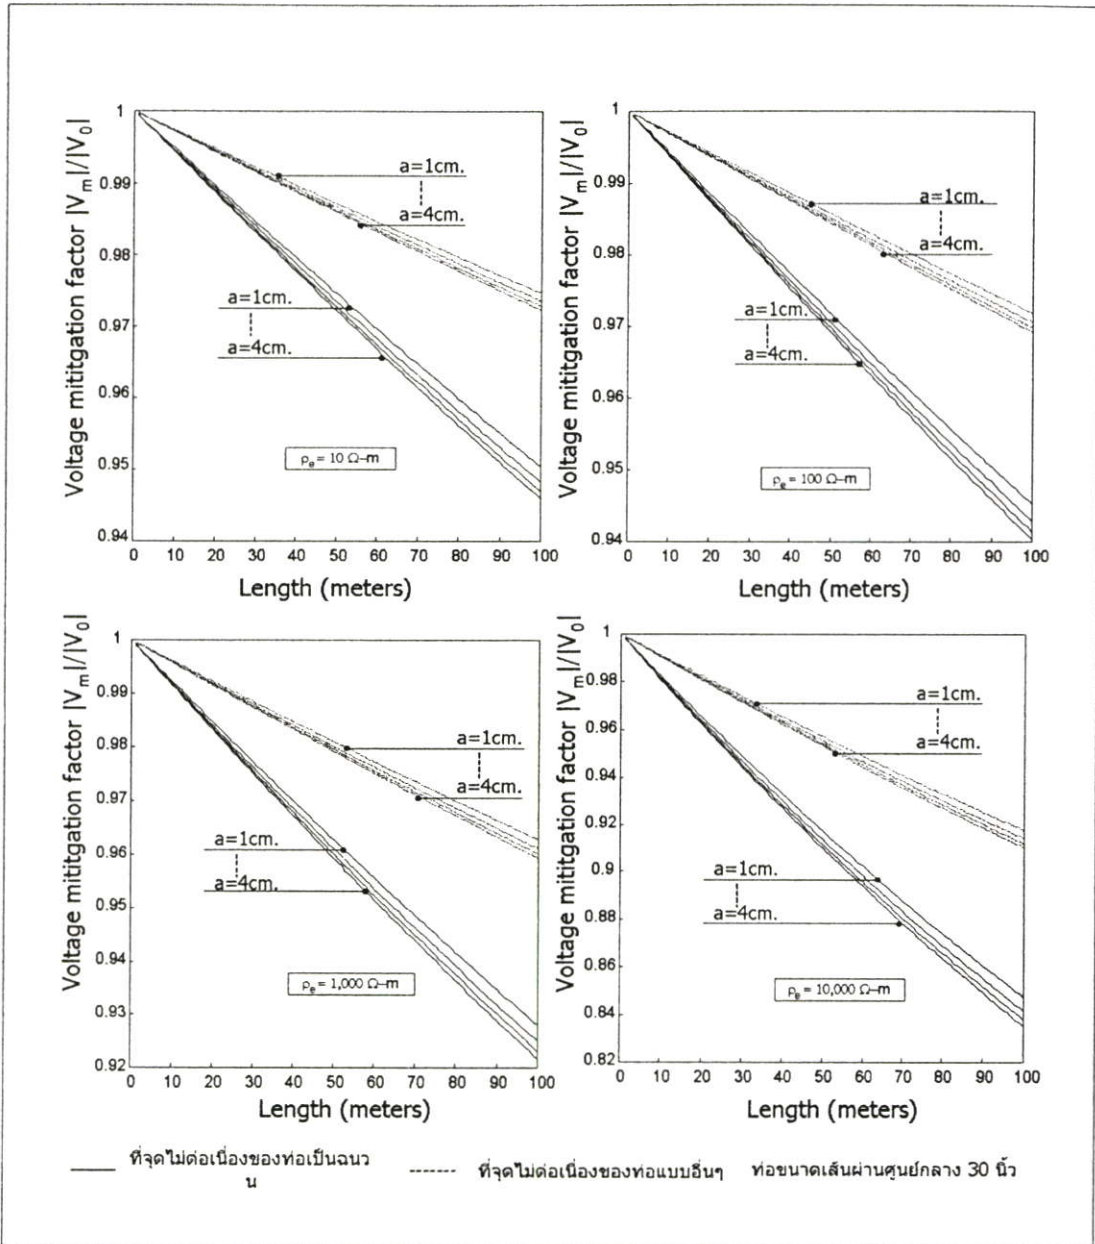 Voltage mititgation factor |Vm|/|V0|
1
0.99
0.98
0.97
0.96
0.95
0.94
a=1cm.
a=4cm.
a=1cm.
a=4cm.
ρe = 10 Ω–m
0 10 20 30 40 50 60 70 80 90 100
Length (meters)
Voltage mititgation factor |Vm|/|V0|
1
0.99
0.98
0.97
0.96
0.95
0.94
a=1cm.
a=4cm.
a=1cm.
a=4cm.
ρe = 100 Ω–m
0 10 20 30 40 50 60 70 80 90 100
Length (meters)
Voltage mititgation factor |Vm|/|V0|
1
0.99
0.98
0.97
0.96
0.95
0.94
0.93
0.92
a=1cm.
a=4cm.
a=1cm.
a=4cm.
ρe = 1,000 Ω–m
0 10 20 30 40 50 60 70 80 90 100
Length (meters)
Voltage mititgation factor |Vm|/|V0|
1
0.98
0.96
0.94
0.92
0.9
0.88
0.86
0.84
0.82
a=1cm.
a=4cm.
a=1cm.
a=4cm.
ρe = 10,000 Ω–m
0 10 20 30 40 50 60 70 80 90 100
Length (meters)
ที่จุดไม่ต่อเนื่องของท่อเป็นฉนว
น
ที่จุดไม่ต่อเนื่องของท่อแบบอื่นๆ
ท่อขนาดเส้นผ่านศูนย์กลาง 30 นิ้ว